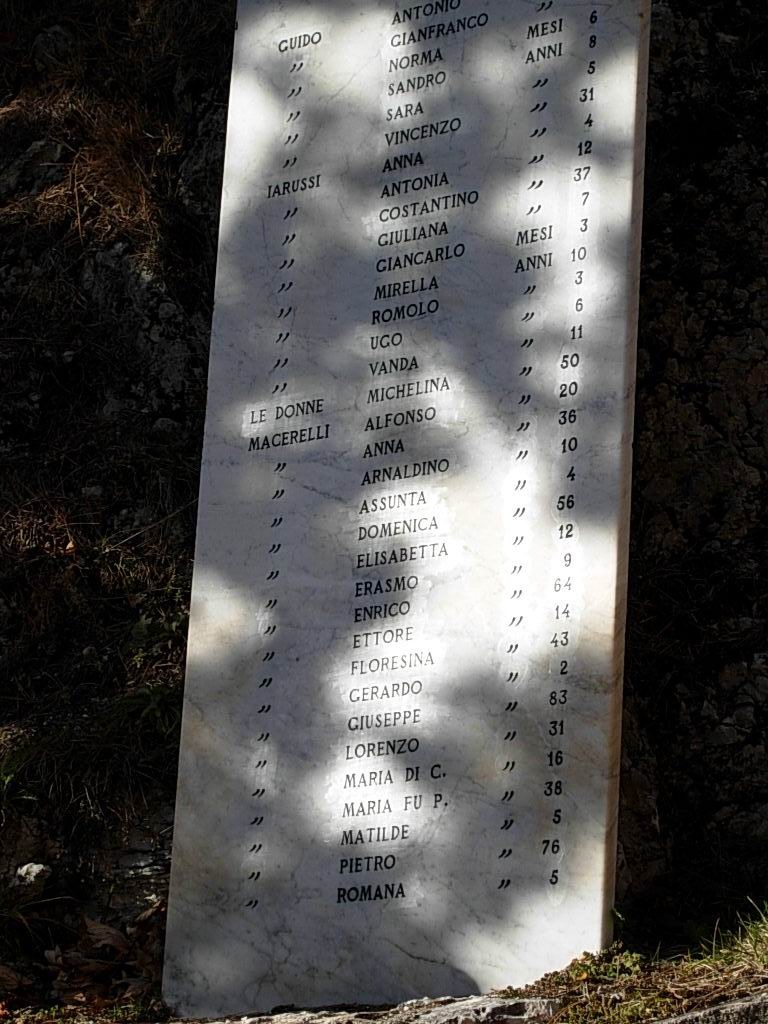 GUIDO ANTONIO
〃 GIANFRANCO 〃
〃 NORMA MESI 6
〃 SANDRO ANNI 8
〃 SARA 〃 5
〃 VINCENZO 〃 31
IARUSSI ANNA 〃 4
〃 ANTONIA 〃 12
〃 COSTANTINO 〃 37
〃 GIULIANA 〃 7
〃 GIANCARLO MESI 3
〃 MIRELLA ANNI 10
〃 ROMOLO 〃 3
〃 UGO 〃 6
〃 VANDA 〃 11
LE DONNE MICHELINA 〃 50
MACERELLI ALFONSO 〃 20
〃 ANNA 〃 36
〃 ARNALDINO 〃 10
〃 ASSUNTA 〃 4
〃 DOMENICA 〃 56
〃 ELISABETTA 〃 12
〃 ERASMO 〃 9
〃 ENRICO 〃 64
〃 ETTORE 〃 14
〃 FLORESINA 〃 43
〃 GERARDO 〃 2
〃 GIUSEPPE 〃 83
〃 LORENZO 〃 31
〃 MARIA DI C. 〃 16
〃 MARIA FU P. 〃 38
〃 MATILDE 〃 5
〃 PIETRO 〃 76
〃 ROMANA 〃 5